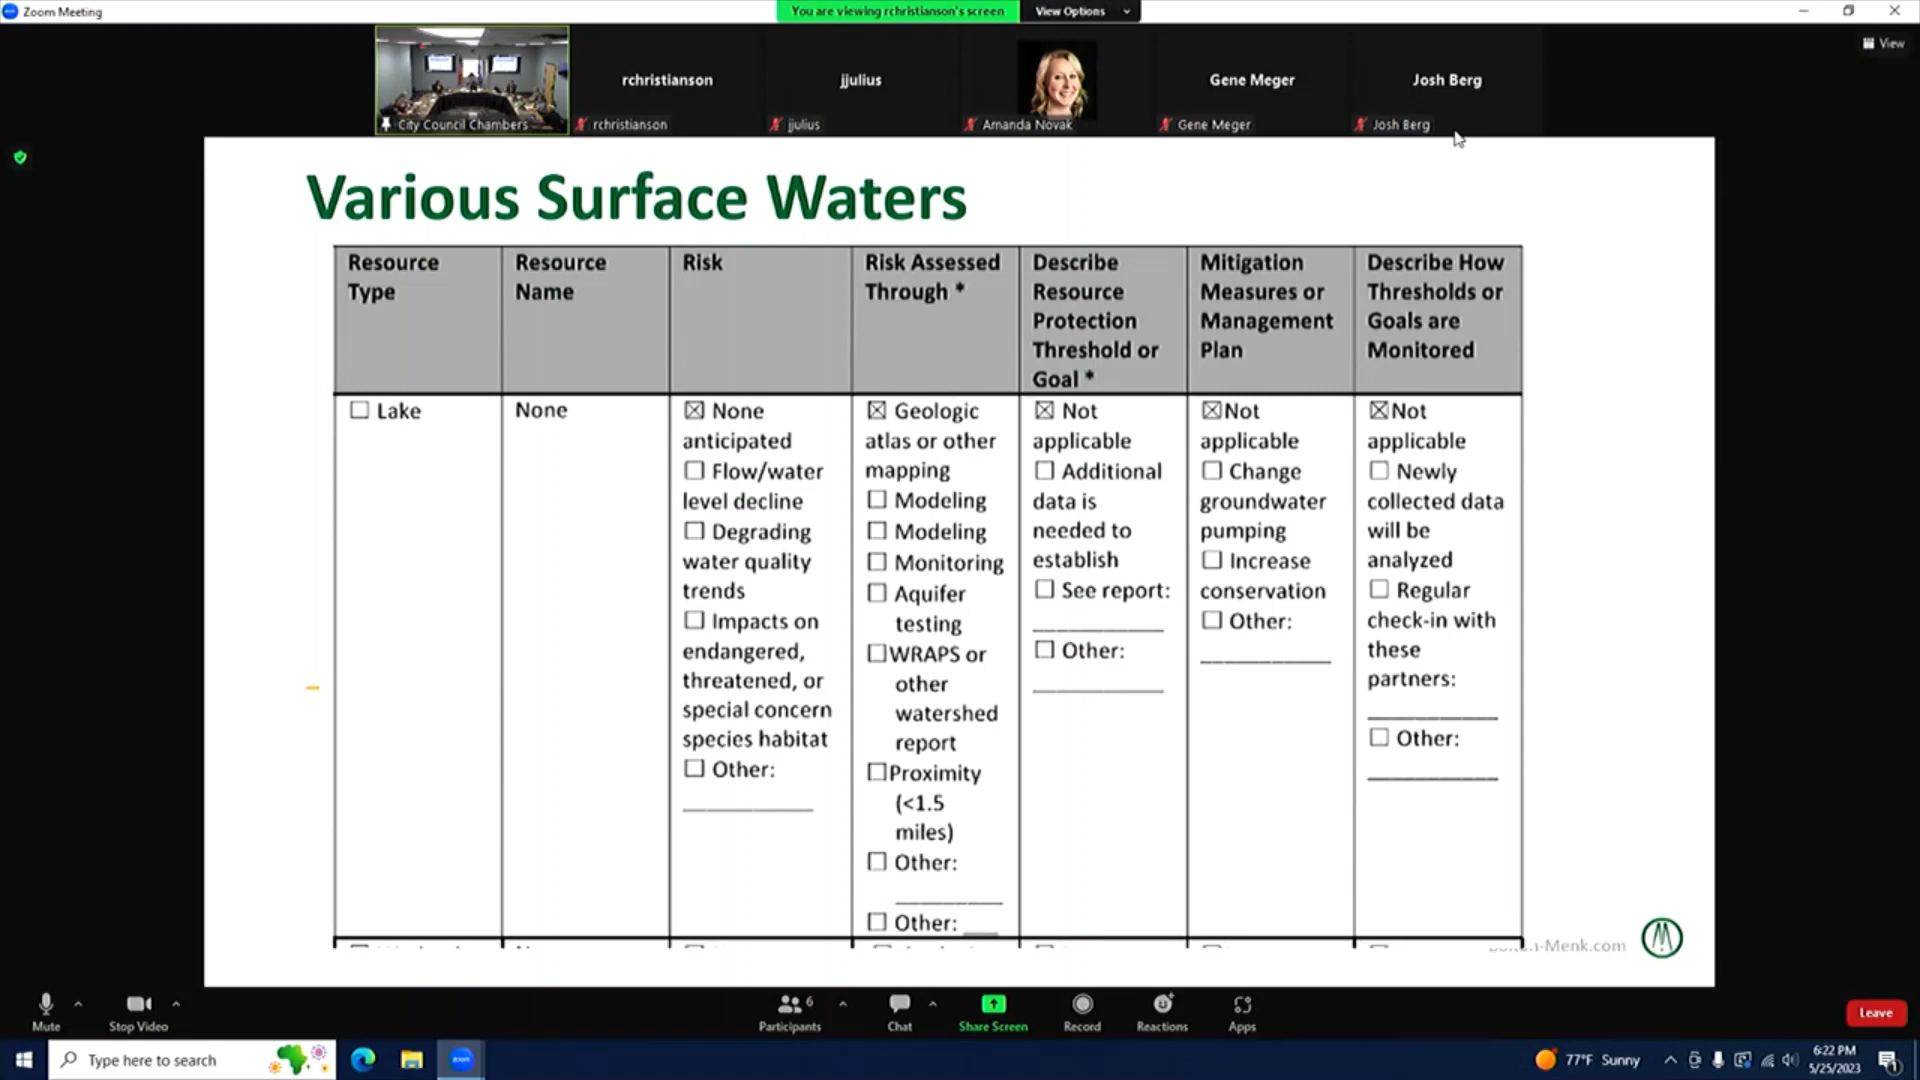 Zoom Meeting
You are viewing rchristianson's screen
View Options
View
rchristianson
jjulius
Gene Meger
Josh Berg
City Council Chambers
rchristianson
jjulius
Amanda Novak
Gene Meger
Josh Berg
Various Surface Waters
Resource
Type
Resource
Name
Risk
Risk Assessed
Through *
Describe
Resource
Protection
Threshold or
Goal *
Mitigation
Measures or
Management
Plan
Describe How
Thresholds or
Goals are
Monitored
☐ Lake
None
☒ None
anticipated
☐ Flow/water
level decline
☐ Degrading
water quality
trends
☐ Impacts on
endangered,
threatened, or
special concern
species habitat
☐ Other:
☒ Geologic
atlas or other
mapping
☐ Modeling
☐ Modeling
☐ Monitoring
☐ Aquifer
testing
☐WRAPS or
other
watershed
report
☐Proximity
(<1.5
miles)
☐ Other:
☐ Other:
☒ Not
applicable
☐ Additional
data is
needed to
establish
☐ See report:
☐ Other:
☒Not
applicable
☐ Change
groundwater
pumping
☐ Increase
conservation
☐ Other:
☒Not
applicable
☐ Newly
collected data
will be
analyzed
☐ Regular
check-in with
these
partners:
☐ Other:
-Menk.com
Mute
Stop Video
6
Participants
Chat
Share Screen
Record
Reactions
Apps
Leave
Type here to search
zoom
77°F Sunny
6:22 PM
5/25/2023
1